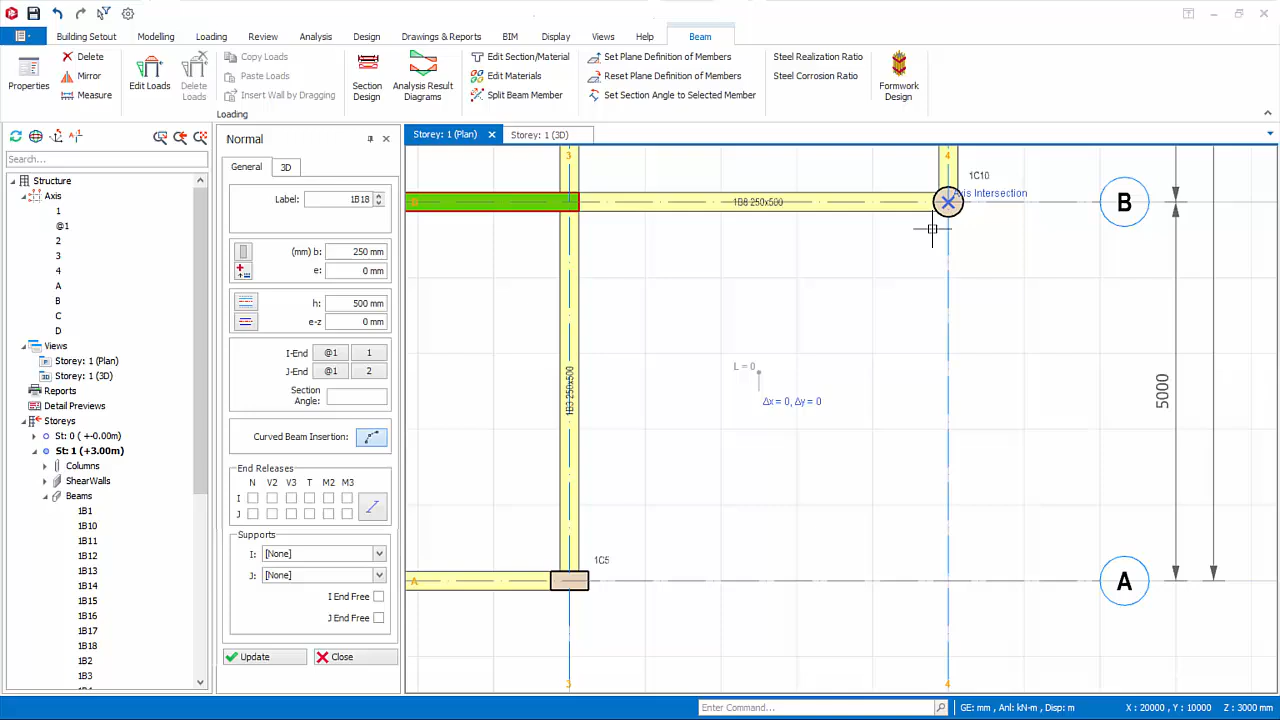 Building Setout
Modelling
Loading
Review
Analysis
Design
Drawings & Reports
BIM
Display
Views
Help
Beam
Properties
Delete
Mirror
Measure
Edit Loads
Delete Loads
Copy Loads
Paste Loads
Insert Wall by Dragging
Loading
Section Design
Analysis Result Diagrams
Edit Section/Material
Edit Materials
Split Beam Member
Set Plane Definition of Members
Reset Plane Definition of Members
Set Section Angle to Selected Member
Steel Realization Ratio
Steel Corrosion Ratio
Formwork Design
Search...
Structure
Axis
1
@1
2
3
4
A
B
C
D
Views
Storey: 1 (Plan)
Storey: 1 (3D)
Reports
Detail Previews
Storeys
St: 0 ( +-0.00m)
St: 1 (+3.00m)
Columns
ShearWalls
Beams
1B1
1B10
1B11
1B12
1B13
1B14
1B15
1B16
1B17
1B18
1B2
1B3
Normal
General
3D
Label: 1B18
(mm) b: 250 mm
e: 0 mm
h: 500 mm
e-z 0 mm
I-End @1 1
J-End @1 2
Section Angle:
Curved Beam Insertion:
End Releases
N V2 V3 T M2 M3
I
J
Supports
I: [None]
J: [None]
I End Free
J End Free
Update
Close
Storey: 1 (Plan)
Storey: 1 (3D)
3
4
1C10
Axis Intersection
B
1B8 250x500
B
L = 0
Δx = 0, Δy = 0
1B3 250x500
5000
1C5
A
A
3
4
Enter Command...
GE: mm , Anl: kN-m , Disp: m
X : 20000 , Y : 10000
Z : 3000 mm